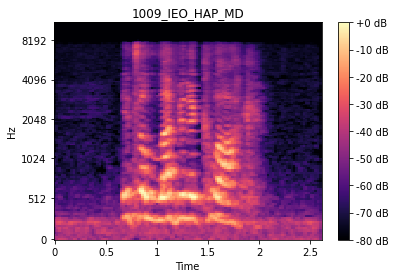 1009_IEO_HAP_MD
+0 dB
8192
-10 dB
4096
-20 dB
-30 dB
2048
Hz
-40 dB
1024
-50 dB
512
-60 dB
-70 dB
0
-80 dB
0 0.5 1 1.5 2 2.5
Time